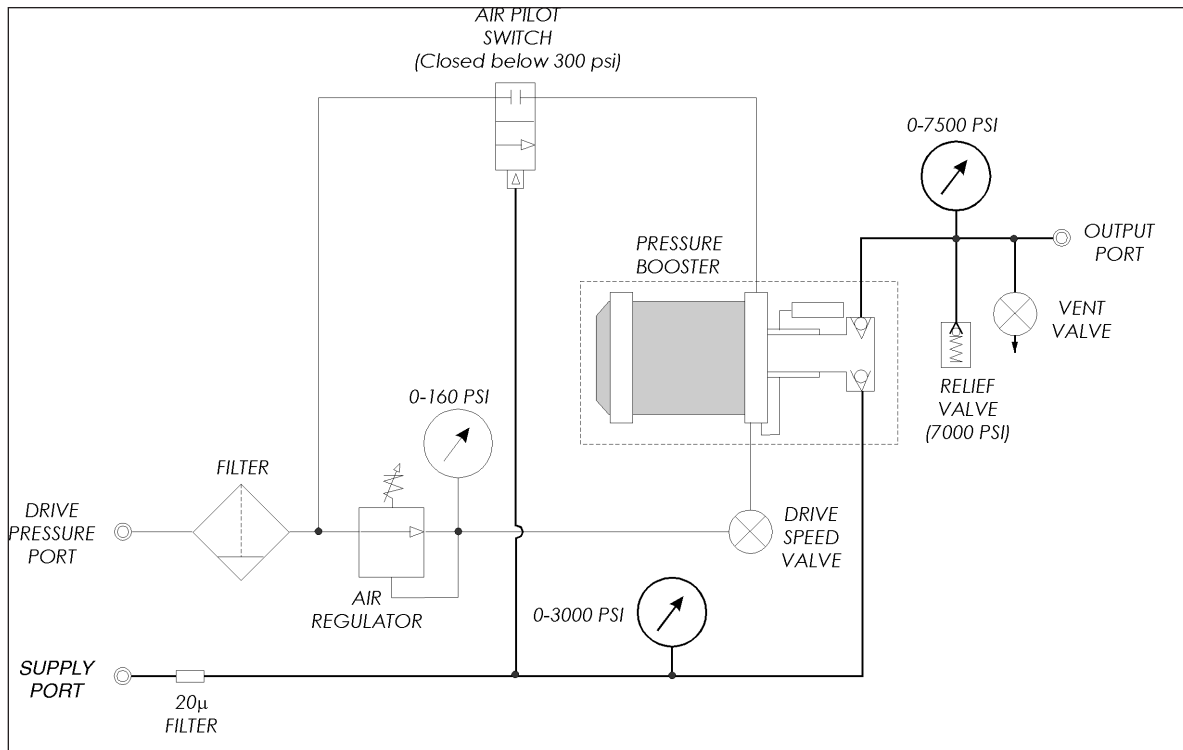 AIR PILOT
SWITCH
(Closed below 300 psi)
0-7500 PSI
OUTPUT
PORT
PRESSURE
BOOSTER
VENT
VALVE
RELIEF
VALVE
(7000 PSI)
0-160 PSI
FILTER
DRIVE
PRESSURE
PORT
DRIVE
SPEED
VALVE
AIR
REGULATOR
0-3000 PSI
SUPPLY
PORT
20µ
FILTER